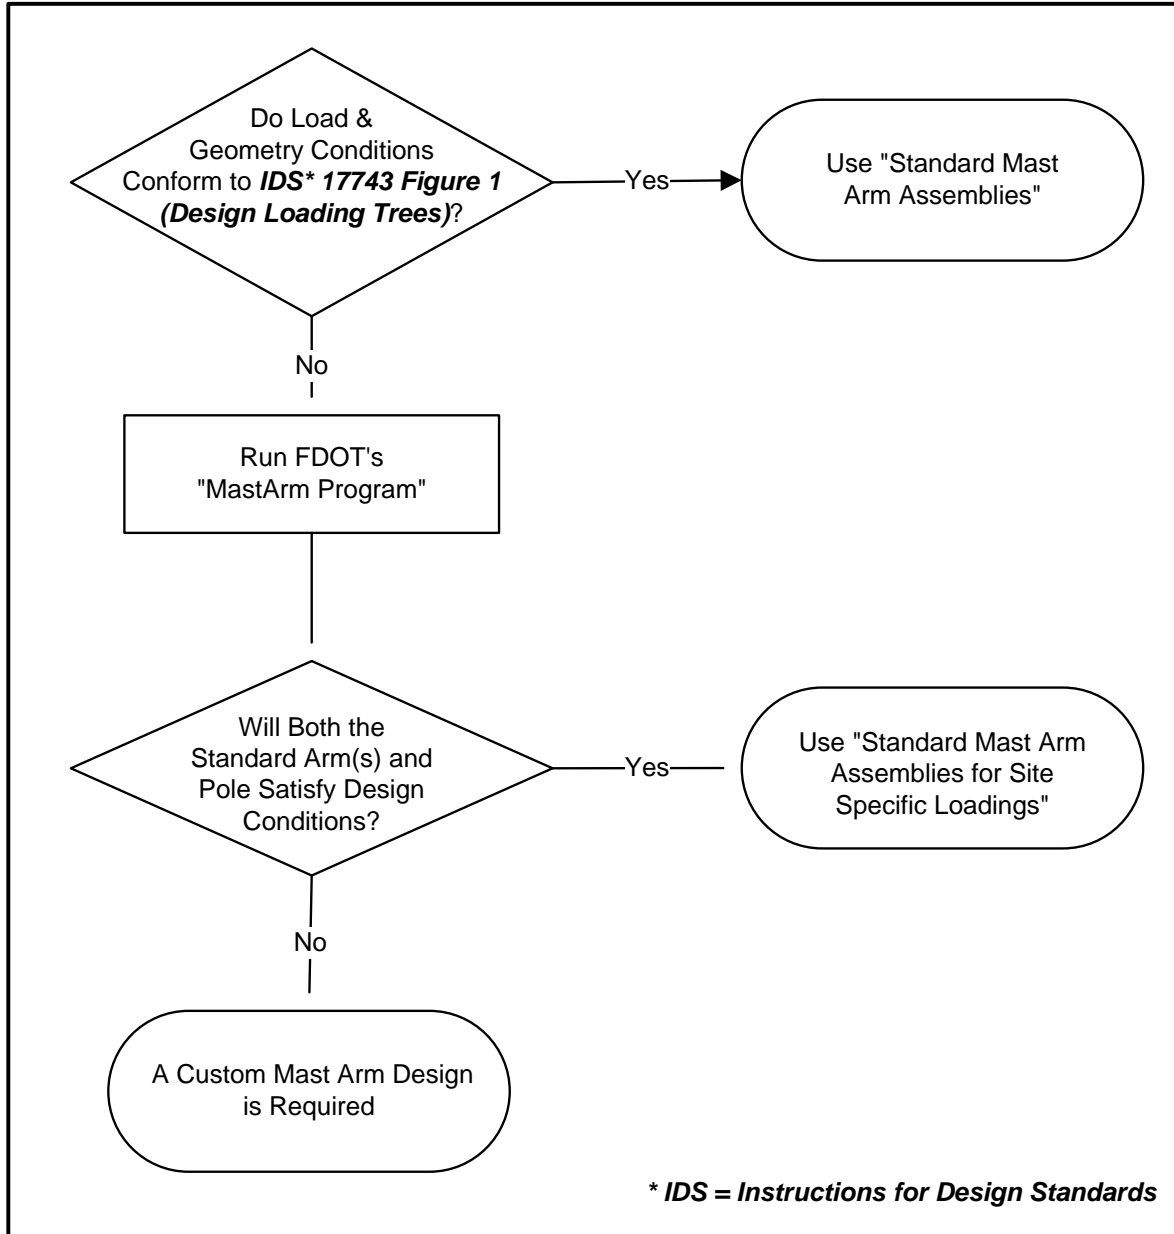 Do Load &
Geometry Conditions
Conform to IDS* 17743 Figure 1
(Design Loading Trees)?
Yes
Use "Standard Mast
Arm Assemblies"
No
Run FDOT's
"MastArm Program"
Will Both the
Standard Arm(s) and
Pole Satisfy Design
Conditions?
Yes
Use "Standard Mast Arm
Assemblies for Site
Specific Loadings"
No
A Custom Mast Arm Design
is Required
* IDS = Instructions for Design Standards